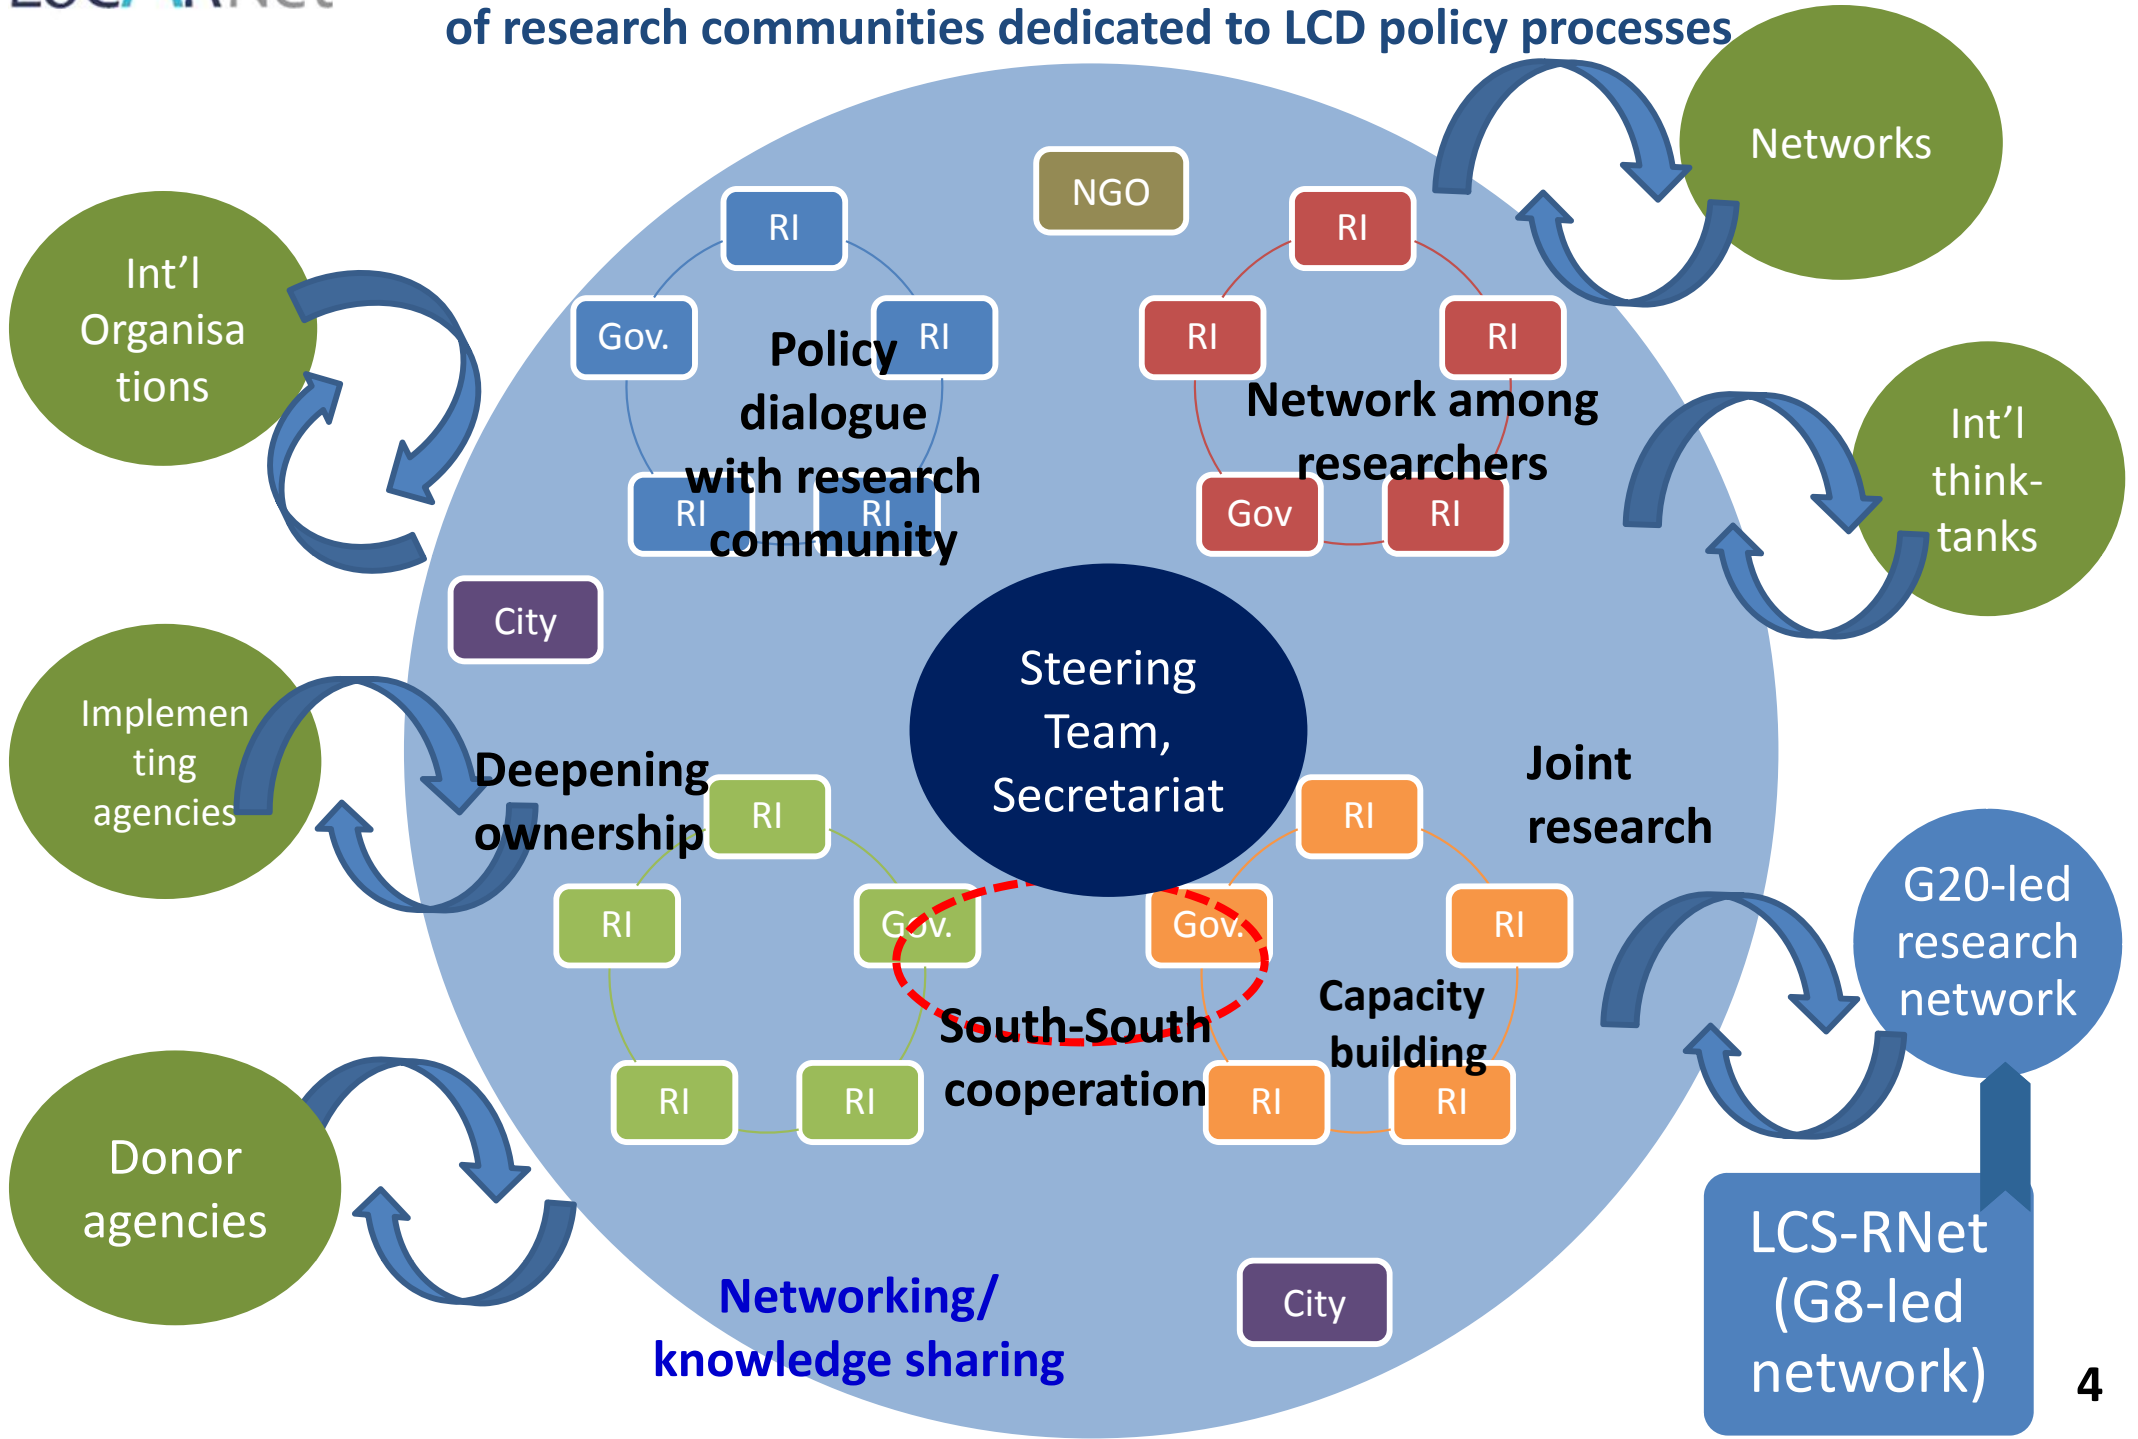 of research communities dedicated to LCD policy processes
Networks
NGO
RI
RI
Int’l
Organisa
tions
Gov.
RI
RI
RI
Policy
dialogue
with research
community
Network among
researchers
Int’l
think-
tanks
RI
RI
Gov
RI
City
Steering
Team,
Secretariat
Implemen
ting
agencies
Deepening
ownership
Joint
research
RI
RI
RI
Gov.
Gov.
RI
G20-led
research
network
South-South
cooperation
Capacity
building
RI
RI
RI
RI
Donor
agencies
LCS-RNet
(G8-led
network)
Networking/
knowledge sharing
City
4